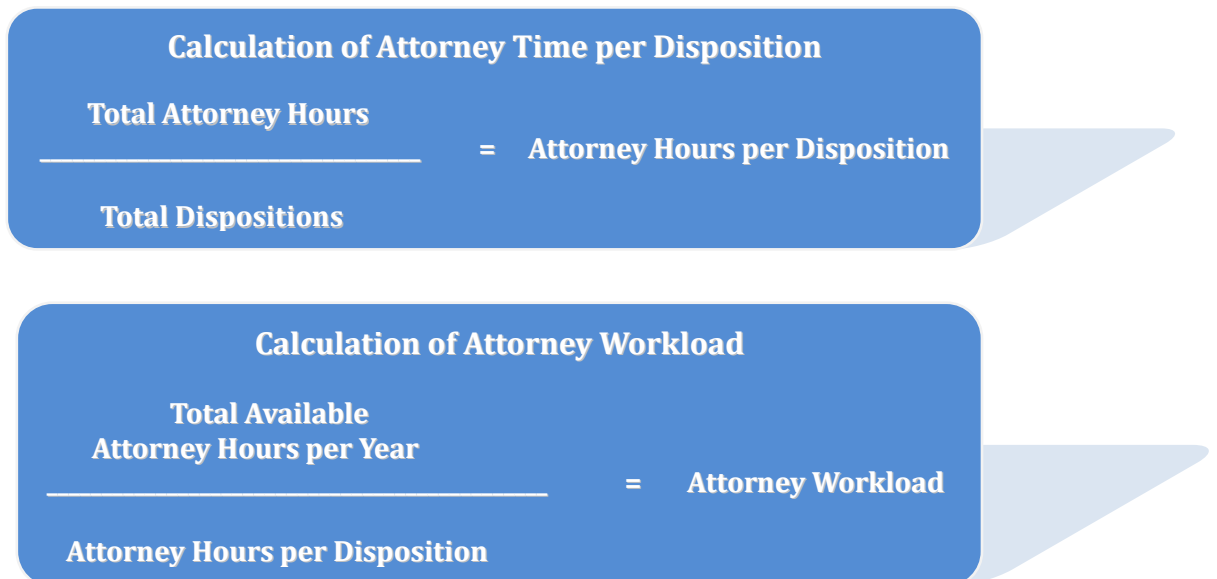 Calculation of Attorney Time per Disposition
Total Attorney Hours
= Attorney Hours per Disposition
Total Dispositions
Calculation of Attorney Workload
Total Available
Attorney Hours per Year
= Attorney Workload
Attorney Hours per Disposition